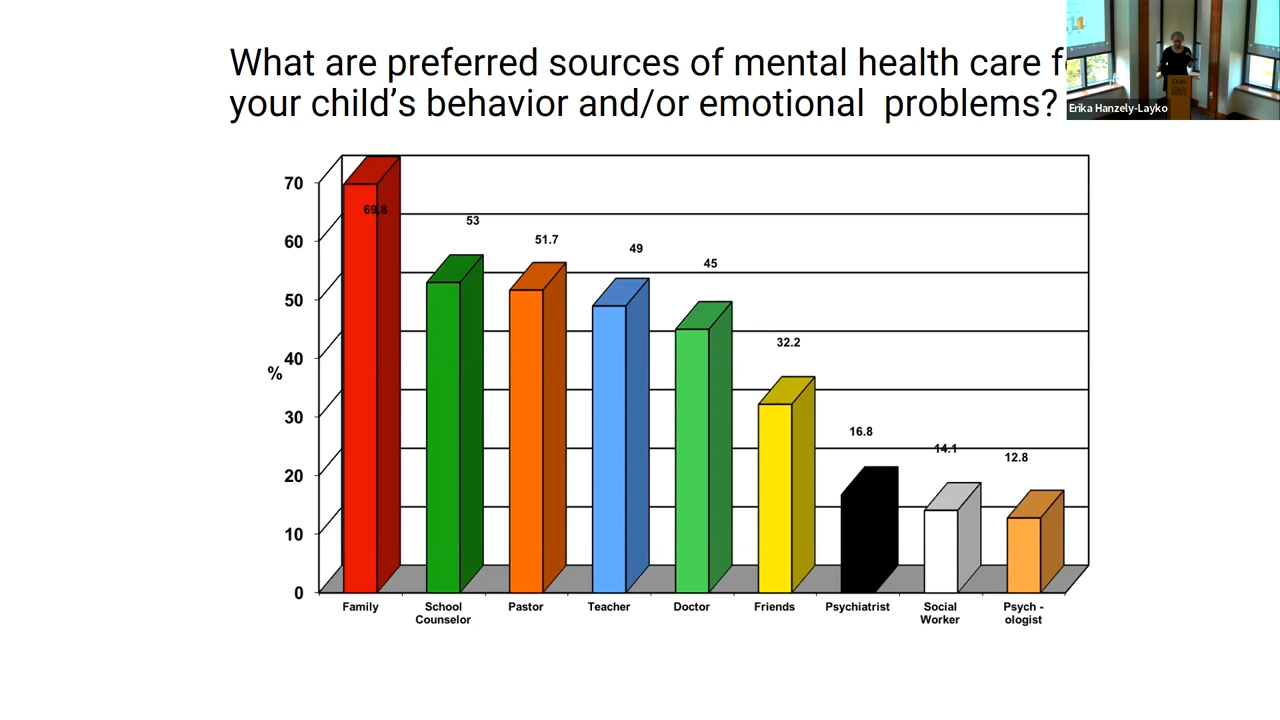 What are preferred sources of mental health care
your child's behavior and/or emotional  problems?
Erika Hanzely-Layko
70
60
50
40
30
20
10
0
%
69.8
53
51.7
49
45
32.2
16.8
14.1
12.8
Family
School
Counselor
Pastor
Teacher
Doctor
Friends
Psychiatrist
Social
Worker
Psych -
ologist